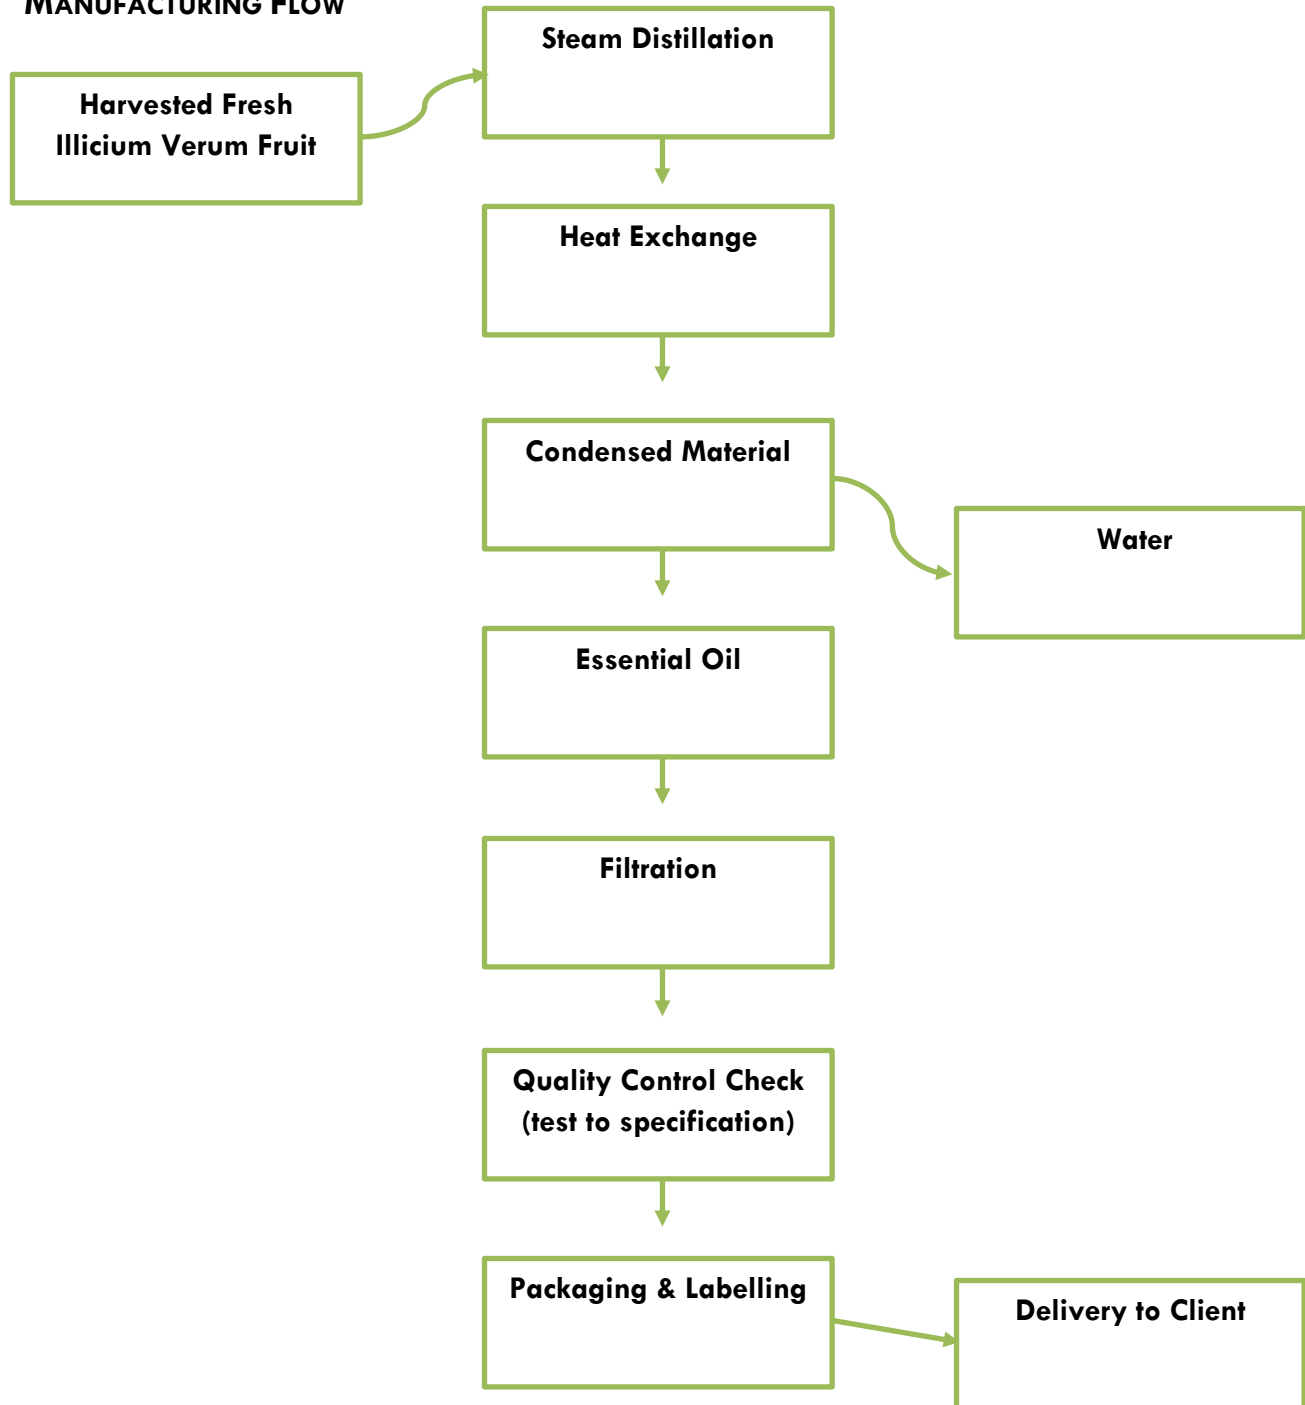 MANUFACTURING FLOW
Steam Distillation
Harvested Fresh
Illicium Verum Fruit
Heat Exchange
Condensed Material
Water
Essential Oil
Filtration
Quality Control Check
(test to specification)
Packaging & Labelling
Delivery to Client